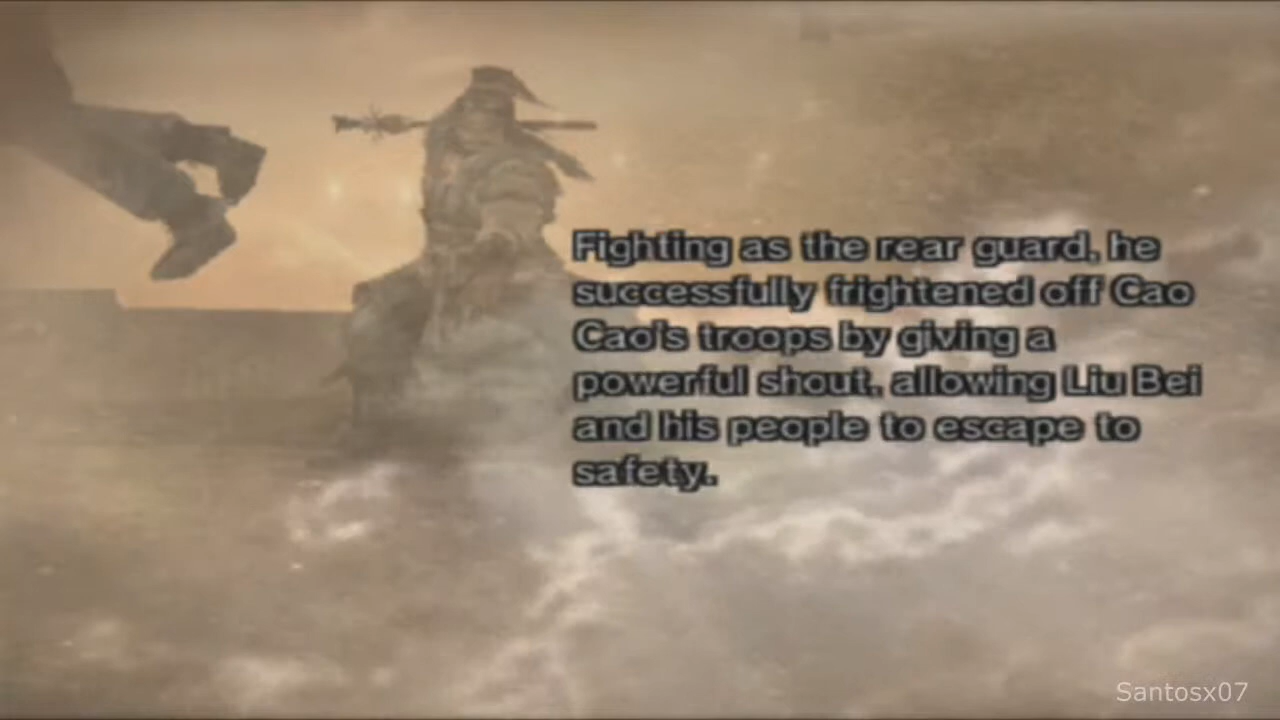 Fighting as the rear guard, he
successfully frightened off Cao
Cao's troops by giving a
powerful shout, allowing Liu Bei
and his people to escape to
safety.
Santosx07